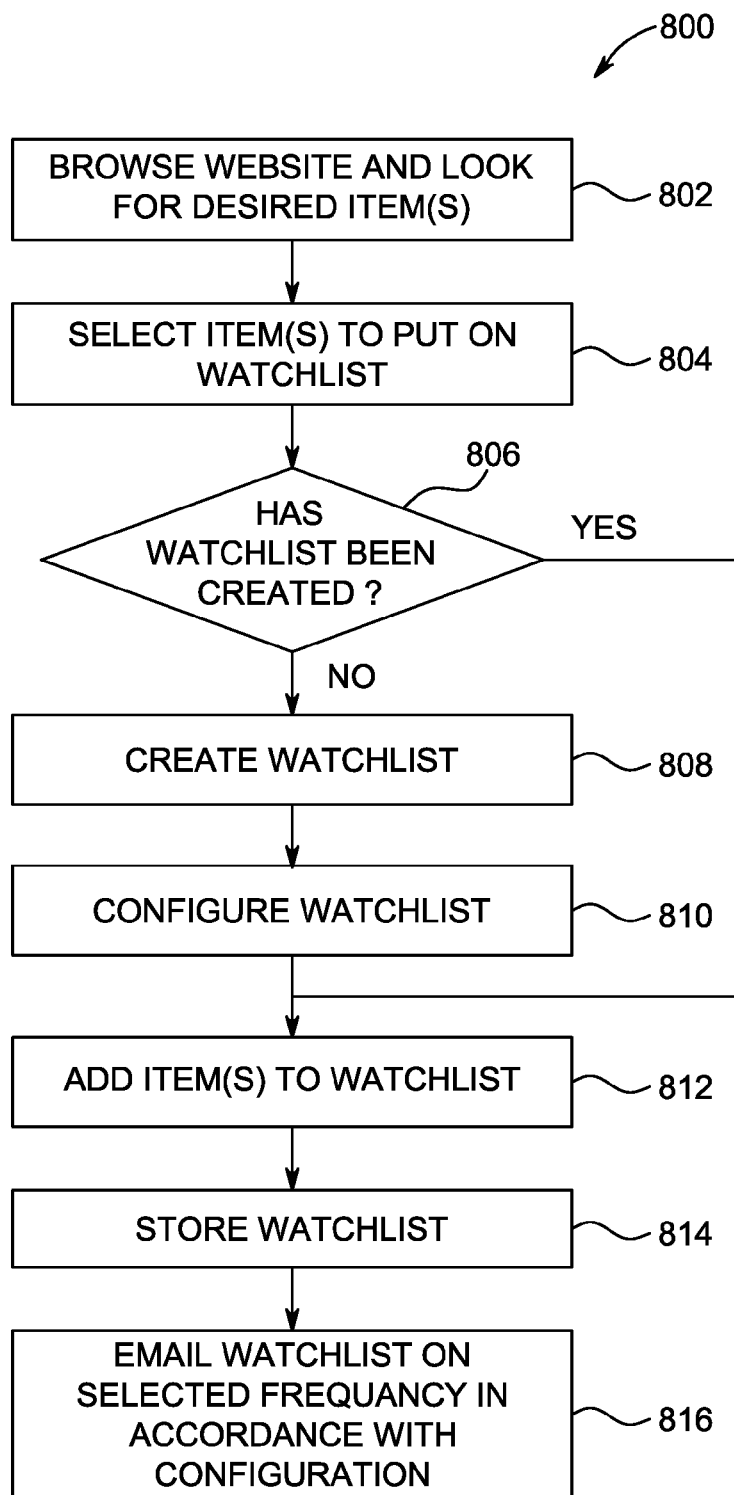 800
BROWSE WEBSITE AND LOOK
FOR DESIRED ITEM(S)
802
SELECT ITEM(S) TO PUT ON
WATCHLIST
804
806
HAS
WATCHLIST BEEN
CREATED ?
YES
NO
CREATE WATCHLIST
808
CONFIGURE WATCHLIST
810
ADD ITEM(S) TO WATCHLIST
812
STORE WATCHLIST
814
EMAIL WATCHLIST ON
SELECTED FREQUANCY IN
ACCORDANCE WITH
CONFIGURATION
816